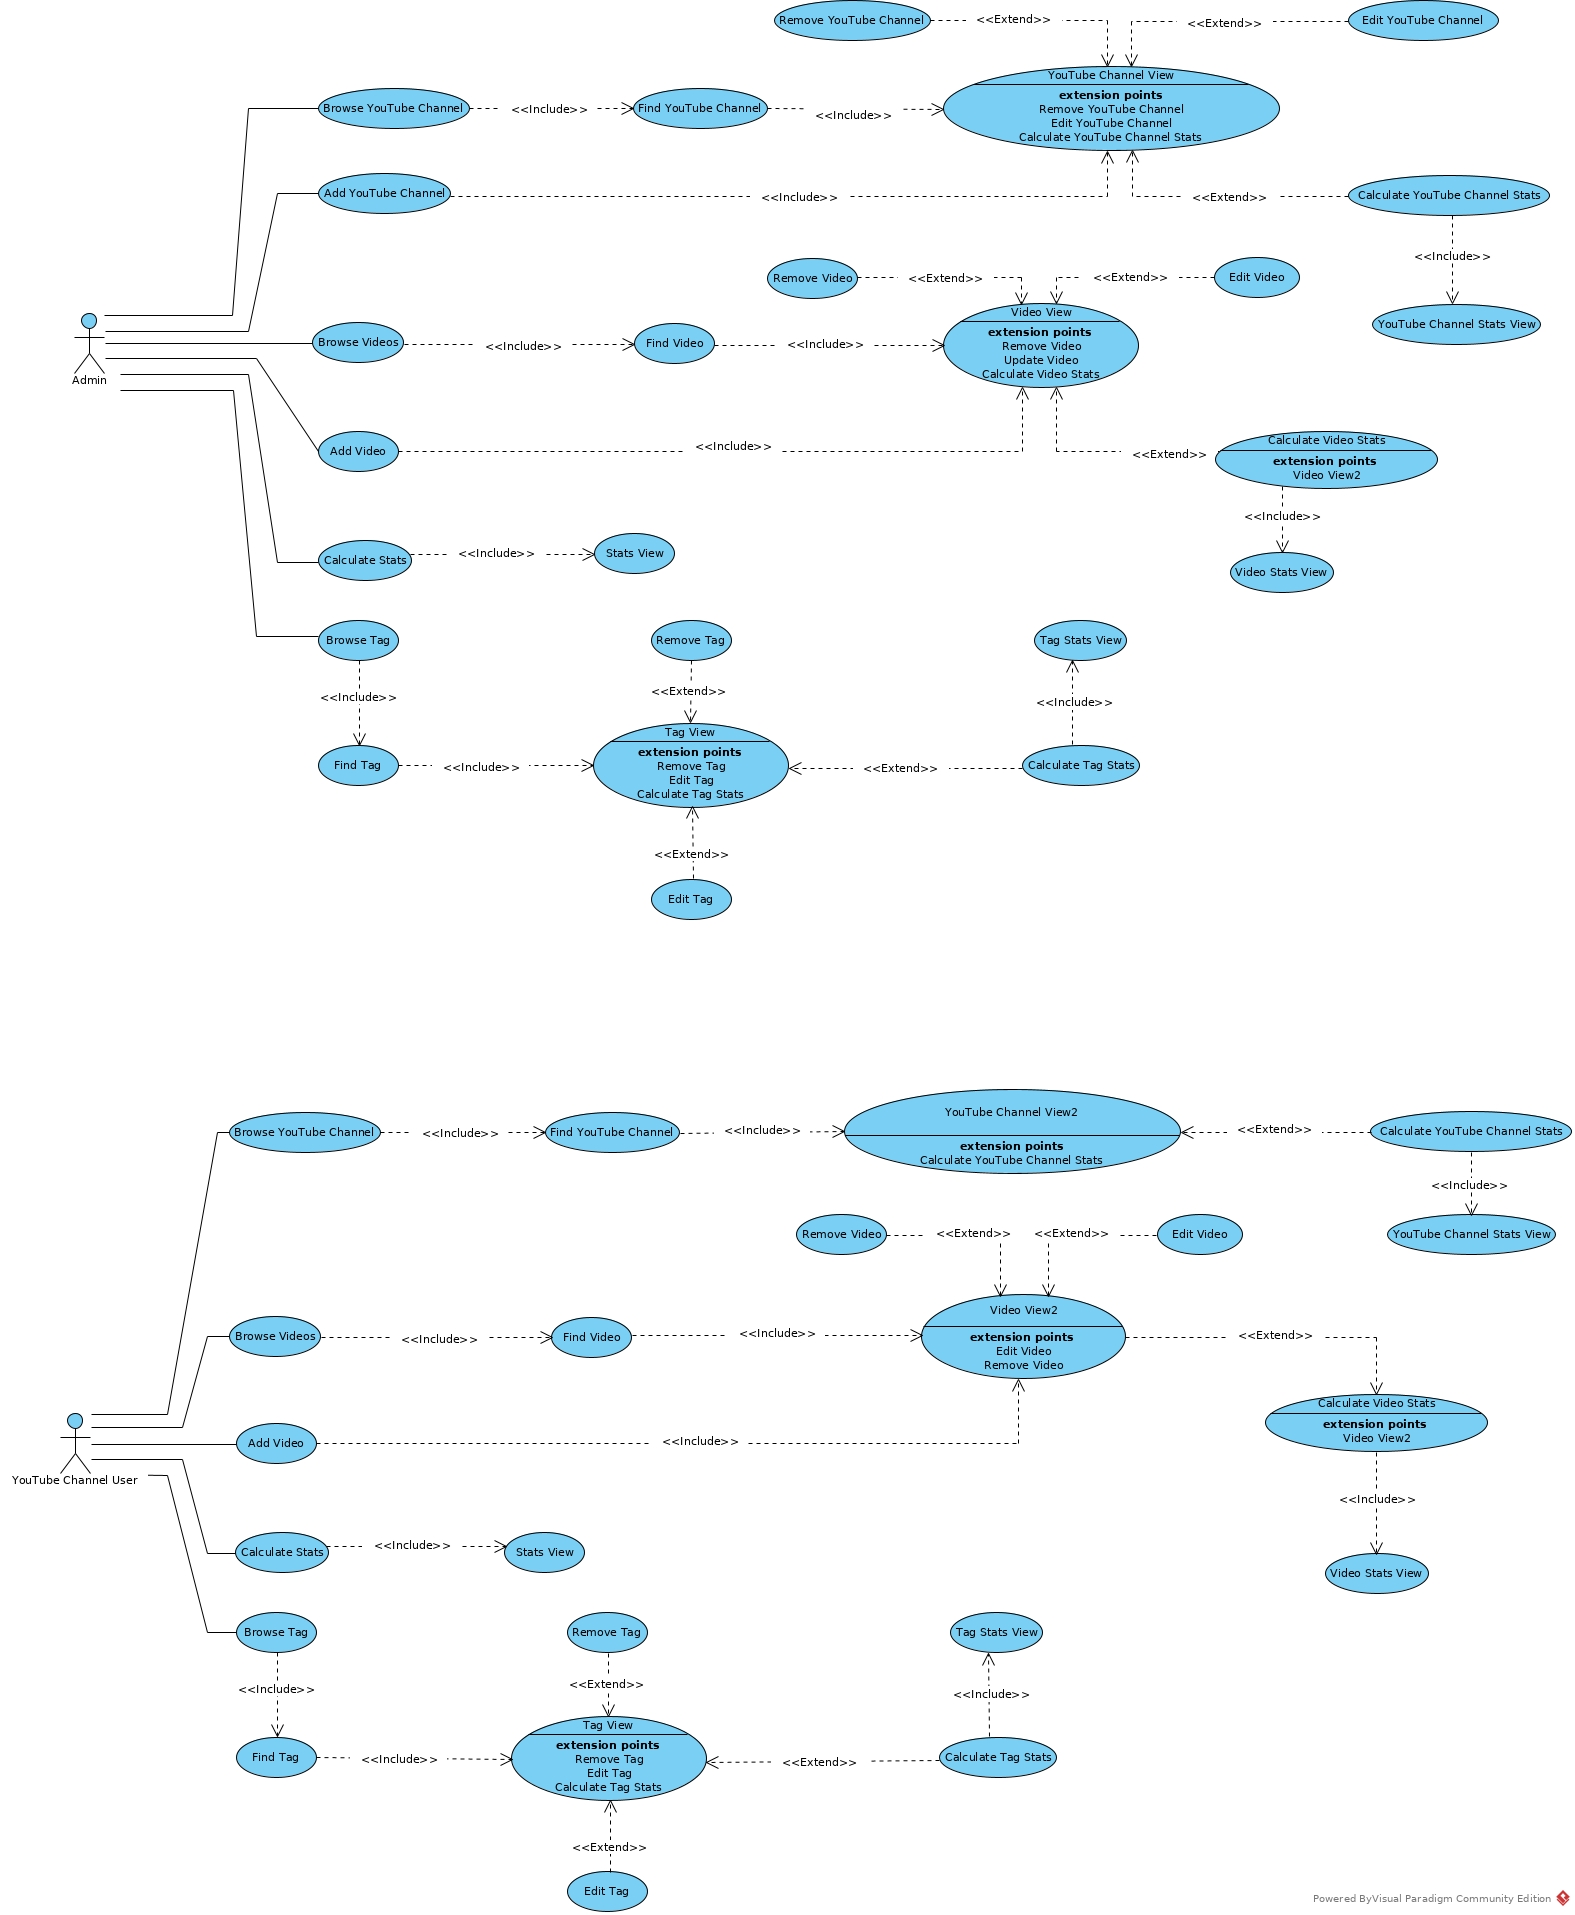 Remove YouTube Channel
<<Extend>>
<<Extend>>
Edit YouTube Channel
YouTube Channel View
extension points
Remove YouTube Channel
Edit YouTube Channel
Calculate YouTube Channel Stats
Browse YouTube Channel
<<Include>>
Find YouTube Channel
<<Include>>
Add YouTube Channel
<<Include>>
<<Extend>>
Calculate YouTube Channel Stats
<<Include>>
YouTube Channel Stats View
Remove Video
<<Extend>>
<<Extend>>
Edit Video
Video View
extension points
Remove Video
Update Video
Calculate Video Stats
Admin
Browse Videos
<<Include>>
Find Video
<<Include>>
Add Video
<<Include>>
<<Extend>>
Calculate Video Stats
extension points
Video View2
<<Include>>
Video Stats View
Calculate Stats
<<Include>>
Stats View
Browse Tag
Remove Tag
Tag Stats View
<<Include>>
<<Extend>>
<<Include>>
Find Tag
<<Include>>
Tag View
extension points
Remove Tag
Edit Tag
Calculate Tag Stats
<<Extend>>
Calculate Tag Stats
<<Extend>>
Edit Tag
Browse YouTube Channel
<<Include>>
Find YouTube Channel
<<Include>>
YouTube Channel View2
extension points
Calculate YouTube Channel Stats
<<Extend>>
Calculate YouTube Channel Stats
<<Include>>
YouTube Channel Stats View
Remove Video
<<Extend>>
<<Extend>>
Edit Video
Browse Videos
<<Include>>
Find Video
<<Include>>
Video View2
extension points
Edit Video
Remove Video
<<Extend>>
Calculate Video Stats
extension points
Video View2
<<Include>>
Video Stats View
YouTube Channel User
Add Video
<<Include>>
Calculate Stats
<<Include>>
Stats View
Browse Tag
Remove Tag
Tag Stats View
<<Include>>
<<Extend>>
<<Include>>
Find Tag
<<Include>>
Tag View
extension points
Remove Tag
Edit Tag
Calculate Tag Stats
<<Extend>>
Calculate Tag Stats
<<Extend>>
Edit Tag
Powered ByVisual Paradigm Community Edition